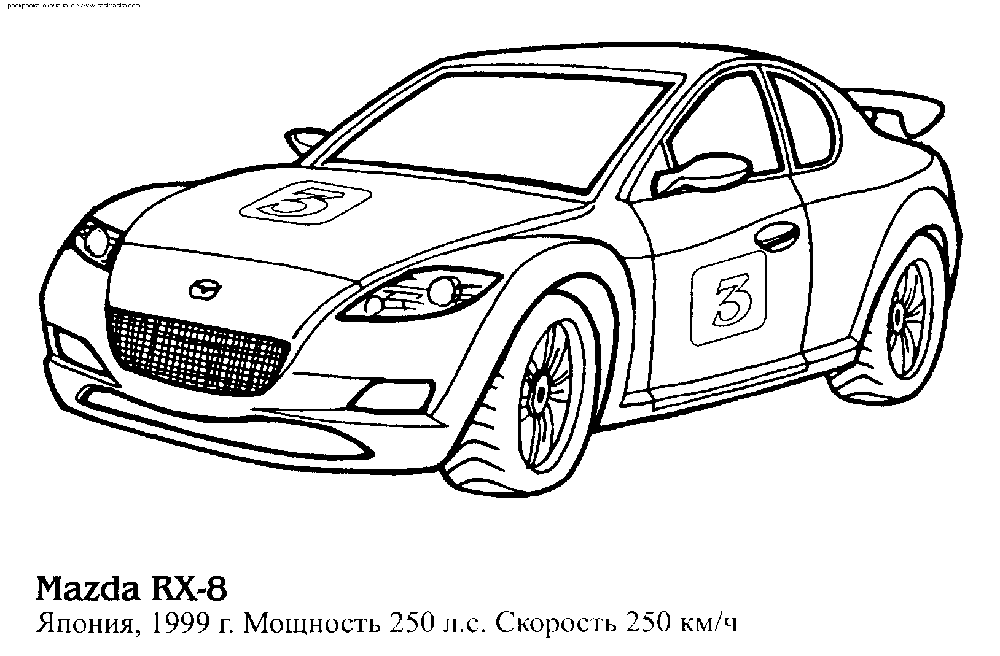 раскраска скачана с www.raskraska.com
3
3
Mazda RX-8
Япония, 1999 г. Мощность 250 л.с. Скорость 250 км/ч